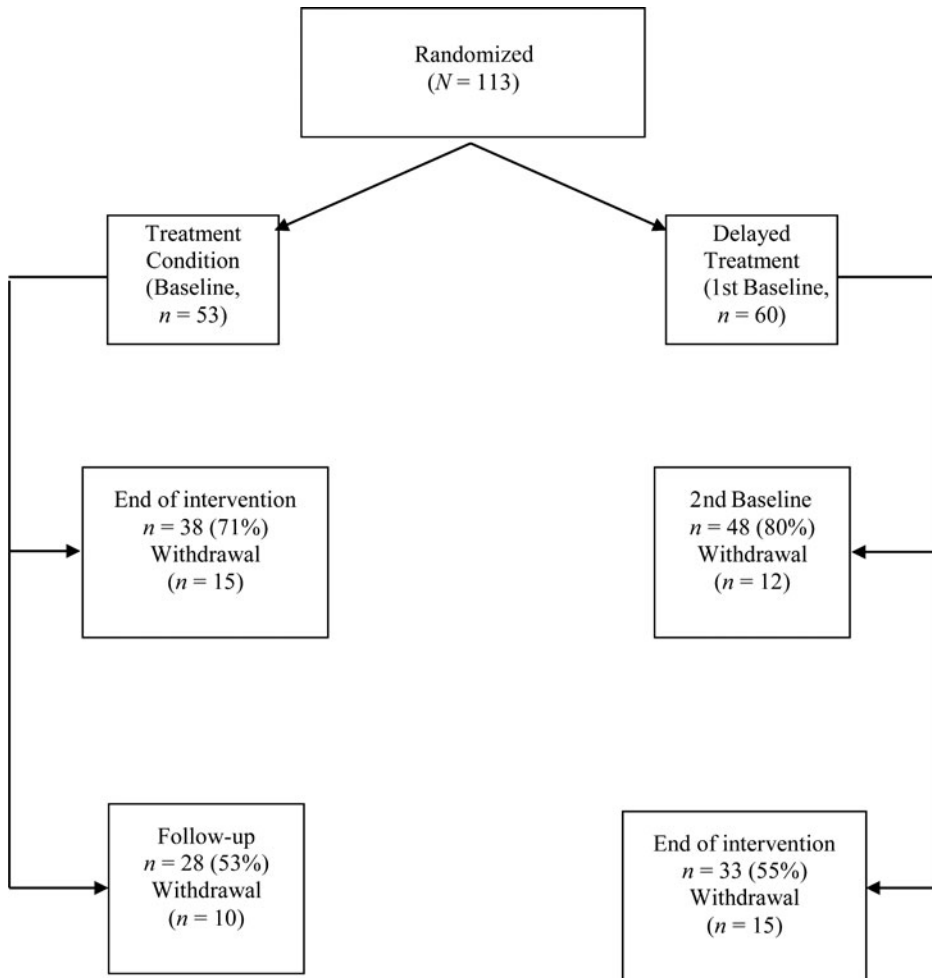 Randomized
(N = 113)
Treatment
Condition
(Baseline,
n = 53)
Delayed
Treatment
(1st Baseline,
n = 60)
End of intervention
n = 38 (71%)
Withdrawal
(n = 15)
2nd Baseline
n = 48 (80%)
Withdrawal
(n = 12)
Follow-up
n = 28 (53%)
Withdrawal
(n = 10)
End of intervention
n = 33 (55%)
Withdrawal
(n = 15)